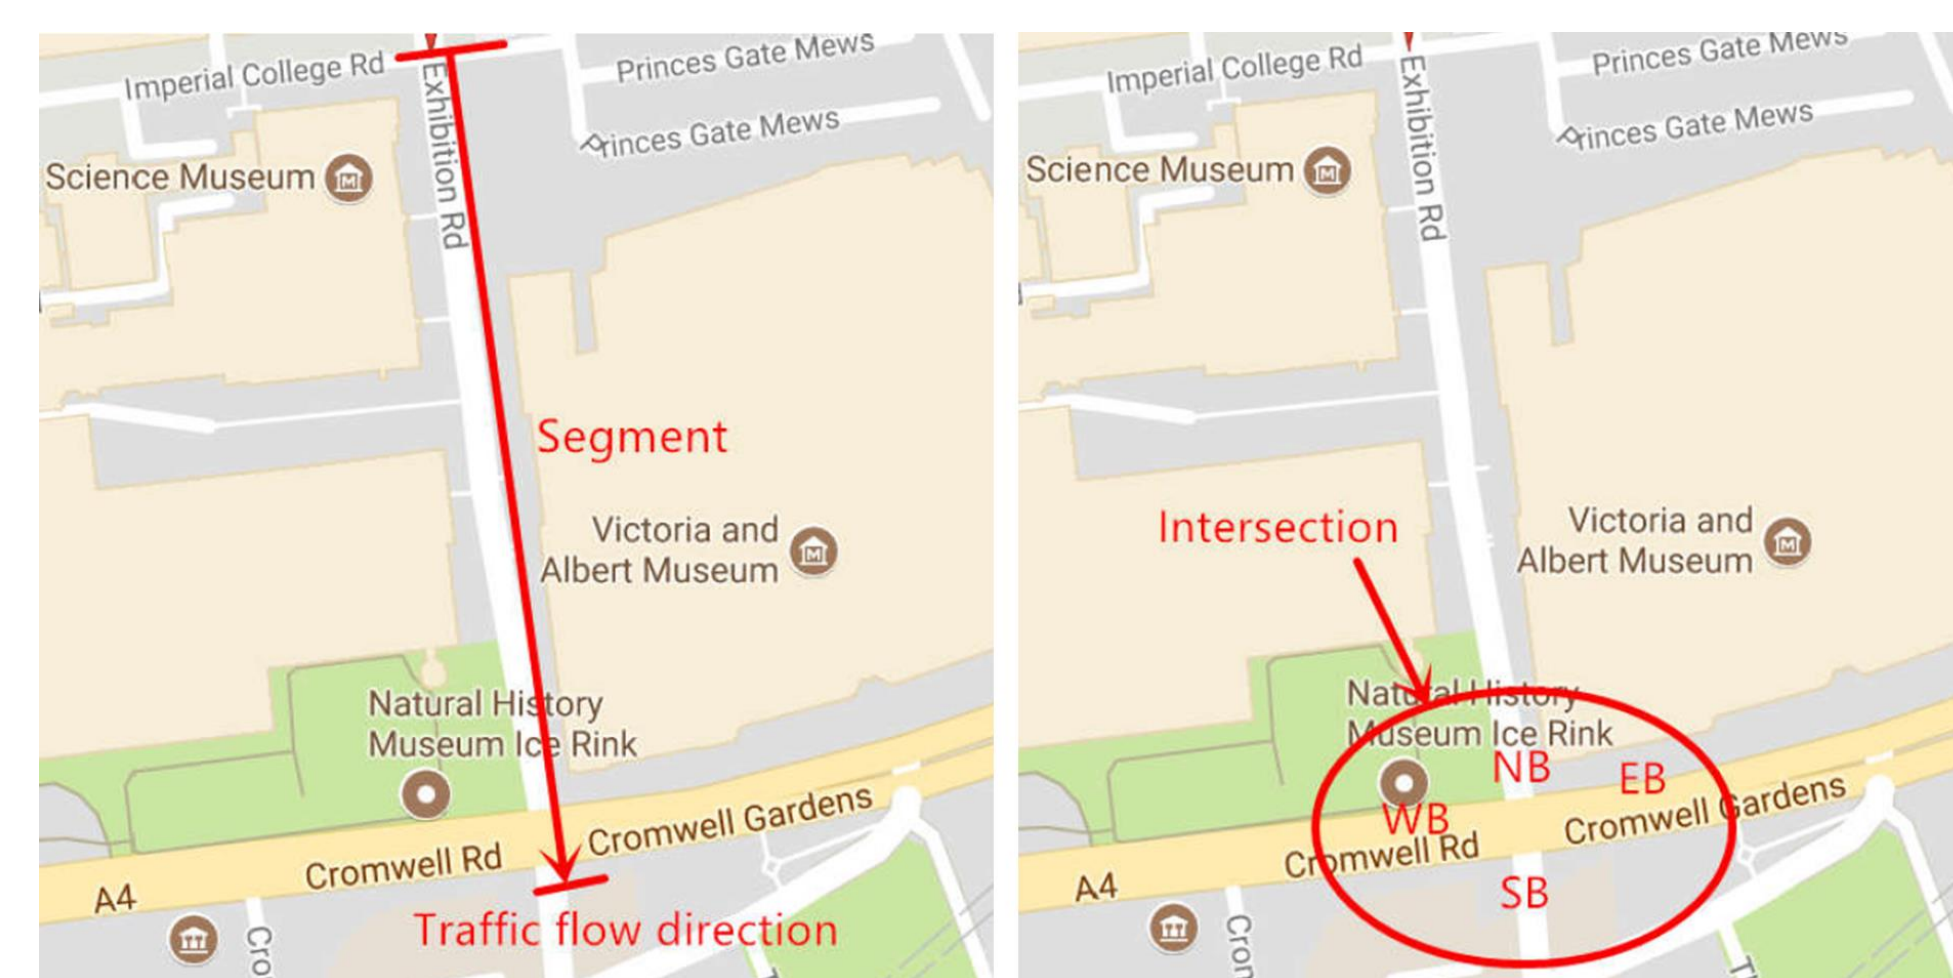 Imperial College Rd
Princes Gate Mews
Princes Gate Mews
Exhibition Rd
Science Museum
Segment
Victoria and
Albert Museum
Natural History
Museum Ice Rink
Cromwell Gardens
Cromwell Rd
A4
Traffic flow direction
Cro
Imperial College Rd
Princes Gate Mews
Princes Gate Mews
Exhibition Rd
Science Museum
Intersection
Victoria and
Albert Museum
Natural History
Museum Ice Rink
NB
EB
WB
Cromwell Gardens
Cromwell Rd
A4
SB
Cron